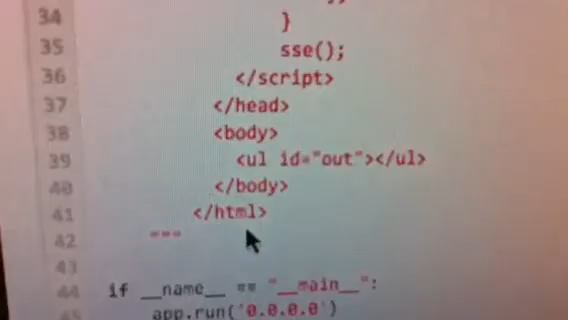 34 }
35 sse();
36 </script>
37 </head>
38 <body>
39 <ul id="out"></ul>
40 </body>
41 </html>
42 """
43
44 if __name__ == "__main__":
45 app.run('0.0.0.0')